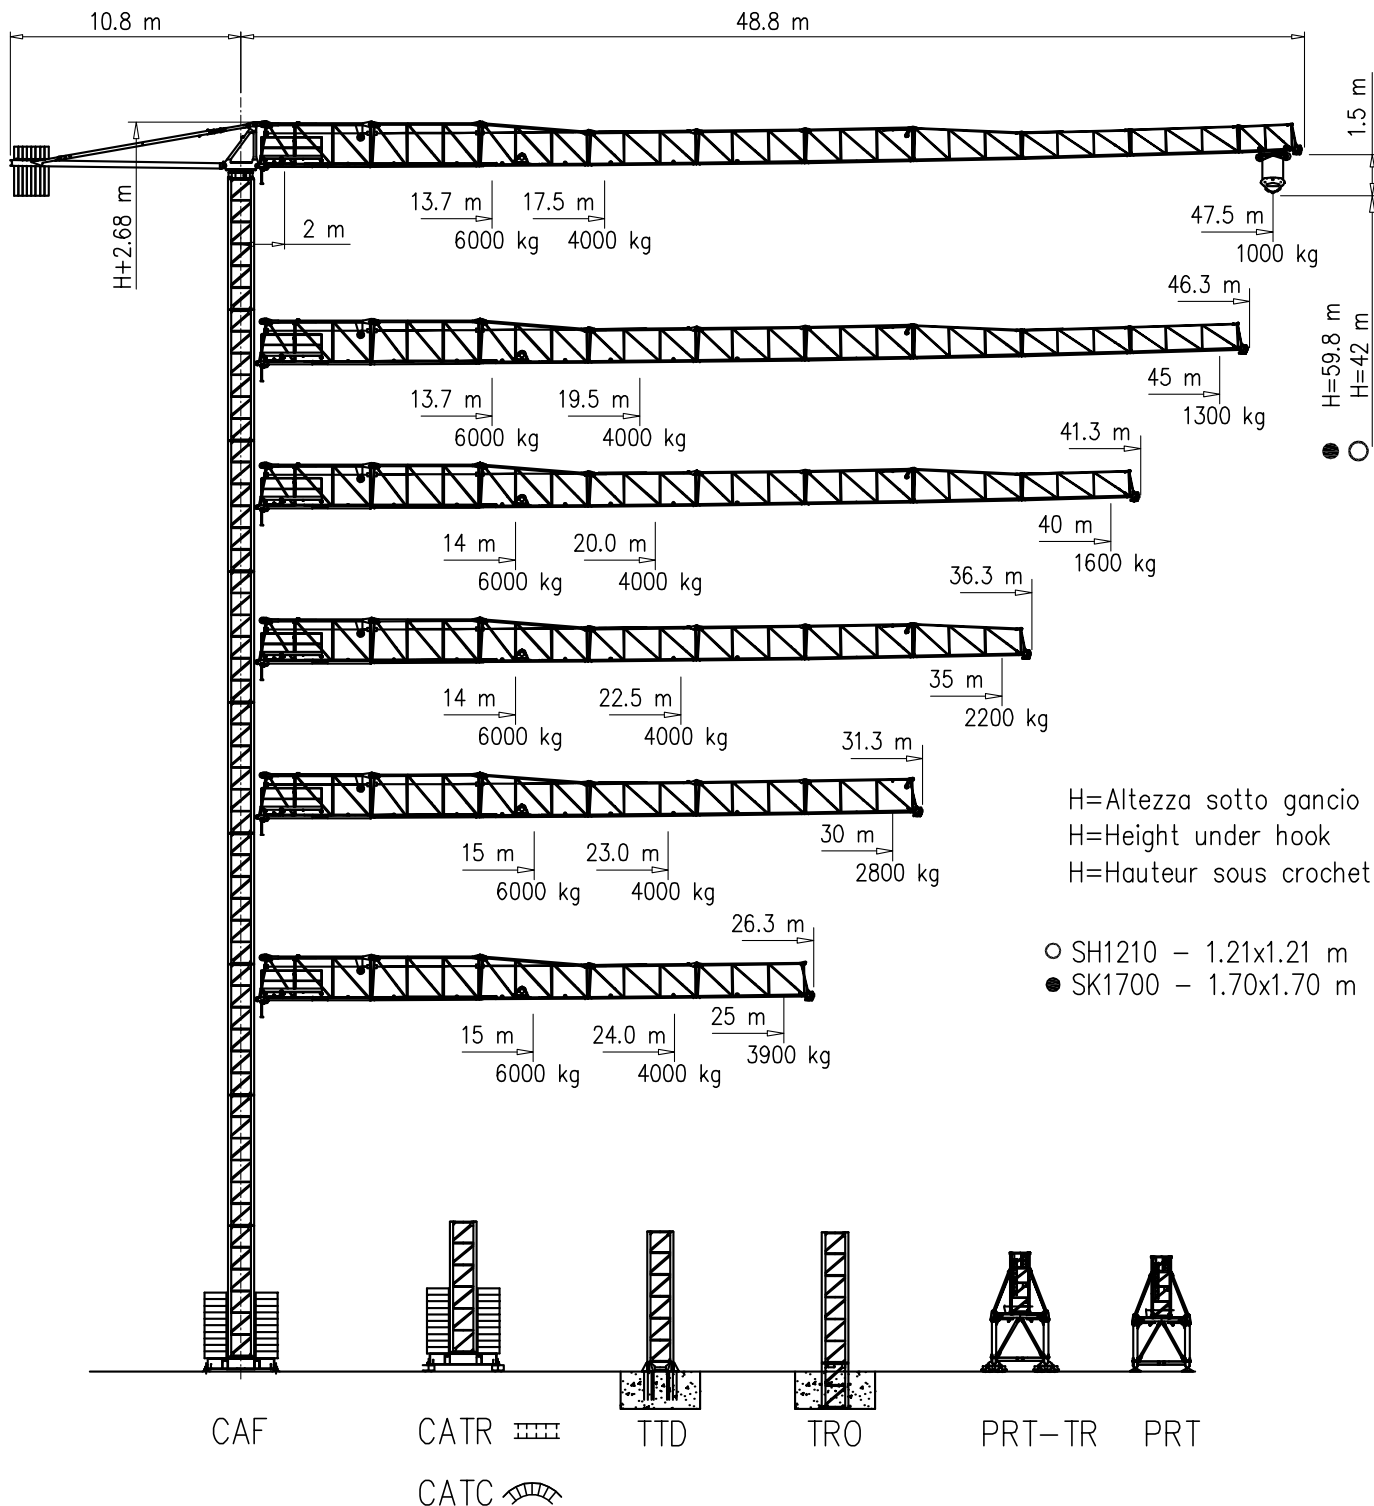 10.8 m
48.8 m
1.5 m
H+2.68 m
2 m
13.7 m
6000 kg
17.5 m
4000 kg
47.5 m
1000 kg
H=59.8 m
H=42 m
46.3 m
13.7 m
6000 kg
19.5 m
4000 kg
45 m
1300 kg
41.3 m
14 m
6000 kg
20.0 m
4000 kg
40 m
1600 kg
36.3 m
14 m
6000 kg
22.5 m
4000 kg
35 m
2200 kg
31.3 m
15 m
6000 kg
23.0 m
4000 kg
30 m
2800 kg
H=Altezza sotto gancio
H=Height under hook
H=Hauteur sous crochet
26.3 m
15 m
6000 kg
24.0 m
4000 kg
25 m
3900 kg
SH1210 - 1.21x1.21 m
SK1700 - 1.70x1.70 m
CAF
CATR
TTD
TRO
PRT-TR
PRT
CATC